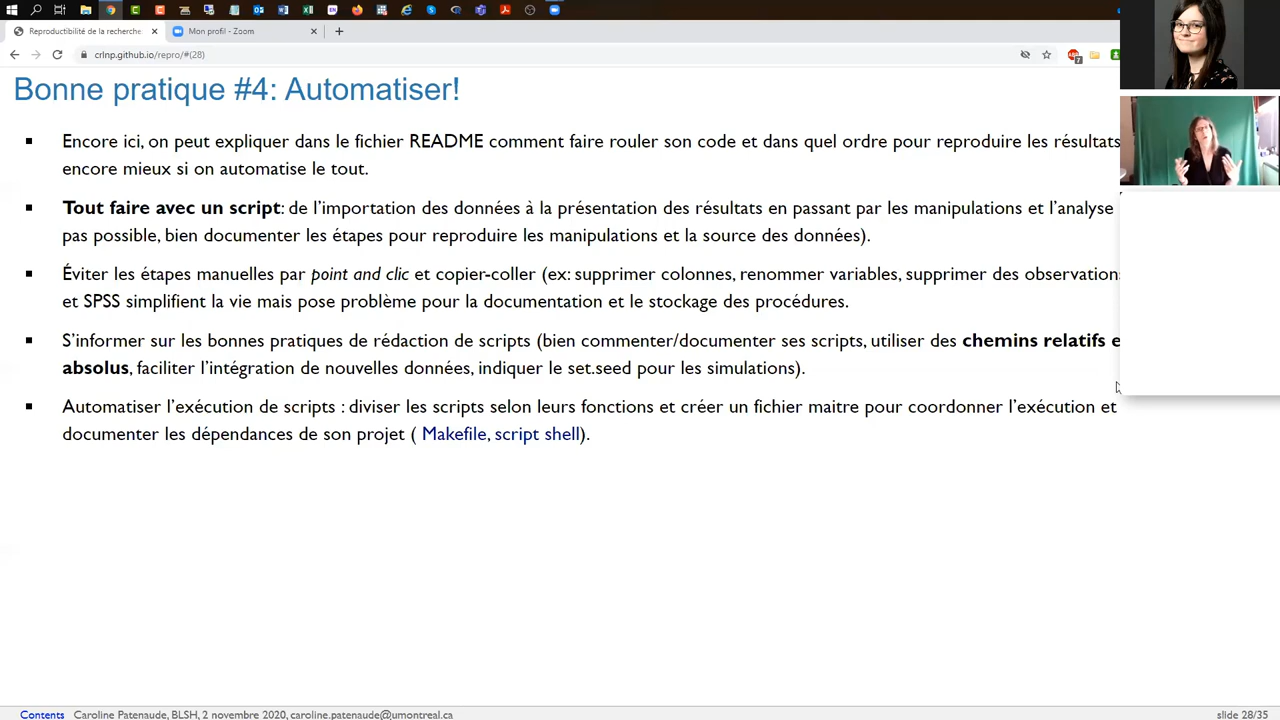 Reproductibilité de la recherche
Mon profil - Zoom
crlnp.github.io/repro/#(28)
7
Bonne pratique #4: Automatiser!
Encore ici, on peut expliquer dans le fichier README comment faire rouler son code et dans quel ordre pour reproduire les résultats
encore mieux si on automatise le tout.
Tout faire avec un script: de l’importation des données à la présentation des résultats en passant par les manipulations et l’analyse
pas possible, bien documenter les étapes pour reproduire les manipulations et la source des données).
Éviter les étapes manuelles par point and clic et copier-coller (ex: supprimer colonnes, renommer variables, supprimer des observation
et SPSS simplifient la vie mais pose problème pour la documentation et le stockage des procédures.
S’informer sur les bonnes pratiques de rédaction de scripts (bien commenter/documenter ses scripts, utiliser des chemins relatifs e
absolus, faciliter l’intégration de nouvelles données, indiquer le set.seed pour les simulations).
Automatiser l’exécution de scripts : diviser les scripts selon leurs fonctions et créer un fichier maitre pour coordonner l’exécution et
documenter les dépendances de son projet ( Makefile, script shell).
Contents Caroline Patenaude, BLSH, 2 novembre 2020, caroline.patenaude@umontreal.ca slide 28/35